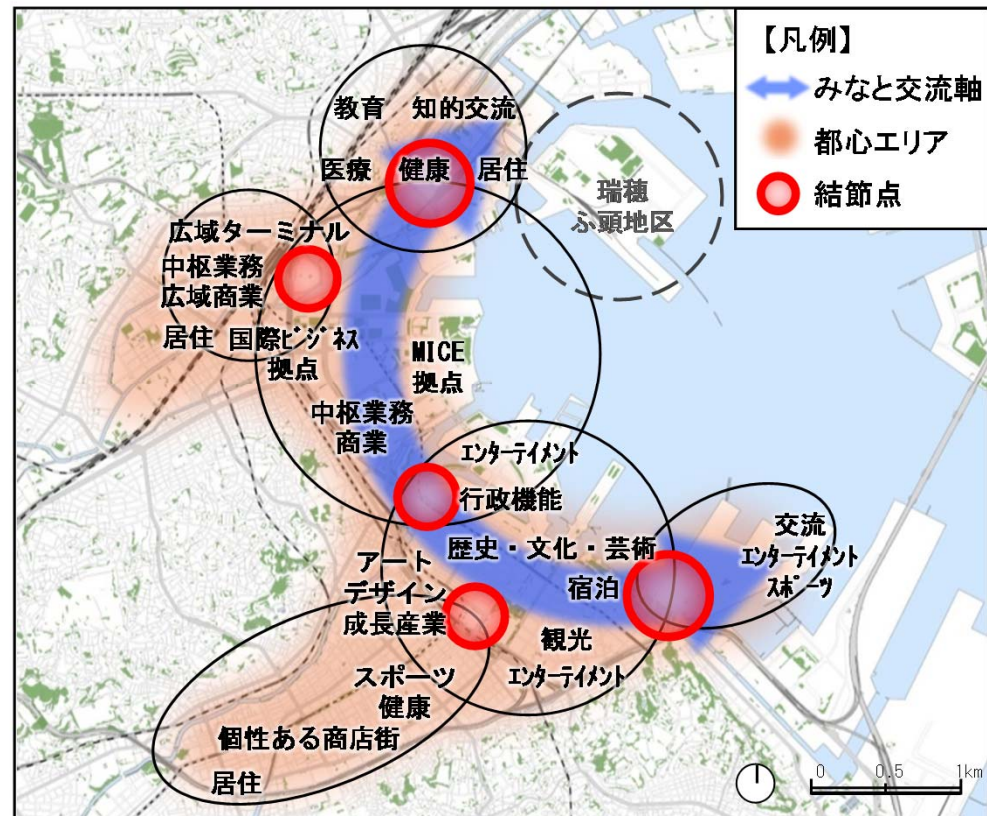 【凡例】
みなと交流軸
都心エリア
結節点
教育 知的交流
医療 健康 居住
瑞穂
ふ頭地区
広域ターミナル
中枢業務
広域商業
居住 国際ビジネス
拠点
MICE
拠点
中枢業務
商業
エンターテイメント
行政機能
歴史・文化・芸術
宿泊
交流
エンターテイメント
スポーツ
アート
デザイン
成長産業
観光
エンターテイメント
スポーツ
健康
個性ある商店街
居住
0 0.5 1km